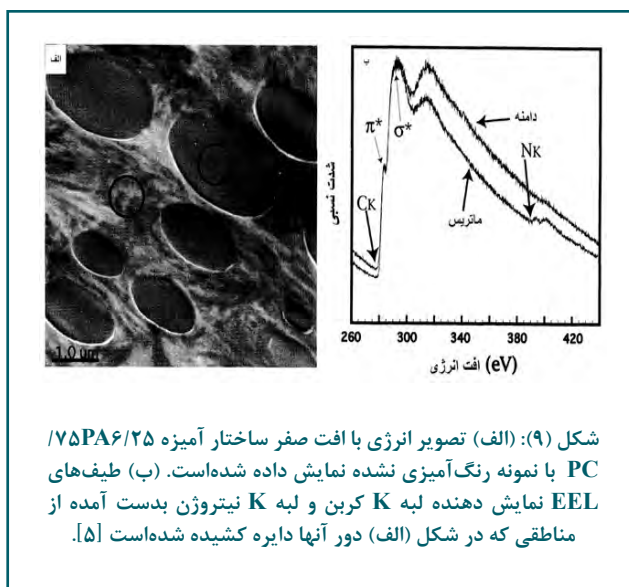 الف
1.0 um
ب
π*
σ*
دامنه
NK
CK
ماتریس
شدت نسبی
260 300 340 380 420
افت انرژی (eV)
شکل (۹): (الف) تصویر انرژی با افت صفر ساختار آمیزه ۷۵PA۶/۲۵/
PC با نمونه رنگ‌آمیزی نشده نمایش داده شده‌است. (ب) طیف‌های
EEL نمایش دهنده لبه K کربن و لبه K نیتروژن بدست آمده از
مناطقی که در شکل (الف) دور آنها دایره کشیده شده‌است [۵].